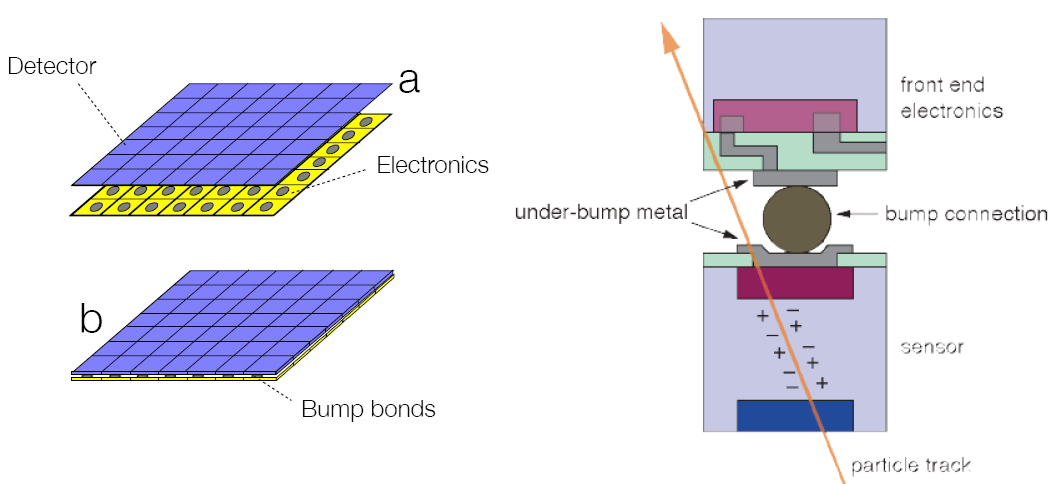 Detector
a
Electronics
b
Bump bonds
front end
electronics
under-bump metal
bump connection
+ −
− +
+ −
− +
− +
sensor
particle track